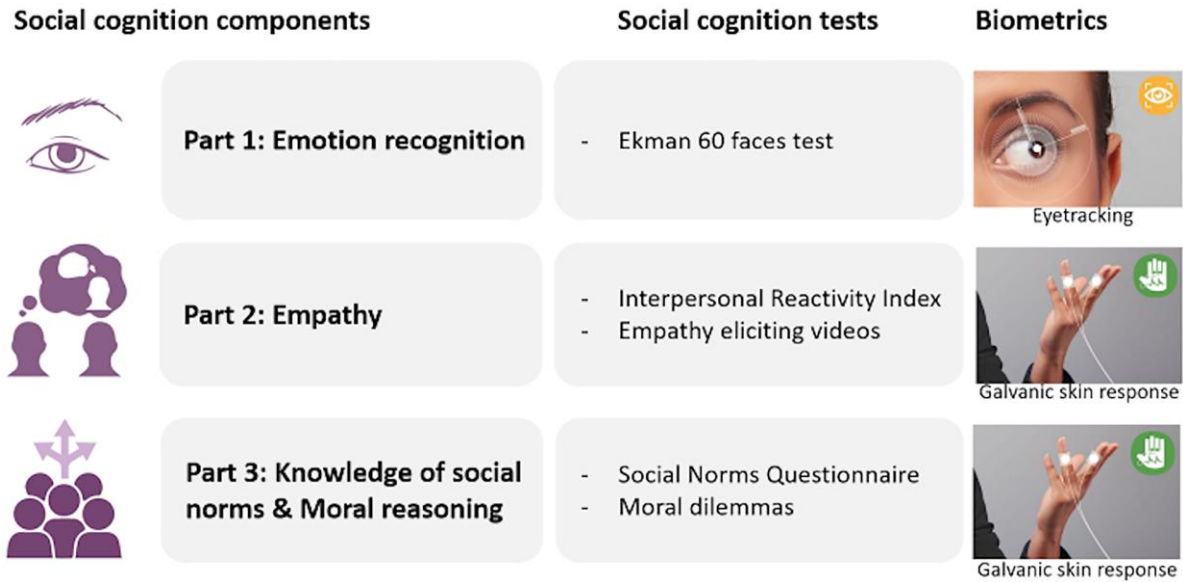 Social cognition components
Social cognition tests
Biometrics
Part 1: Emotion recognition
- Ekman 60 faces test
Eyetracking
Part 2: Empathy
- Interpersonal Reactivity Index
- Empathy eliciting videos
Galvanic skin response
Part 3: Knowledge of social
norms & Moral reasoning
- Social Norms Questionnaire
- Moral dilemmas
Galvanic skin response